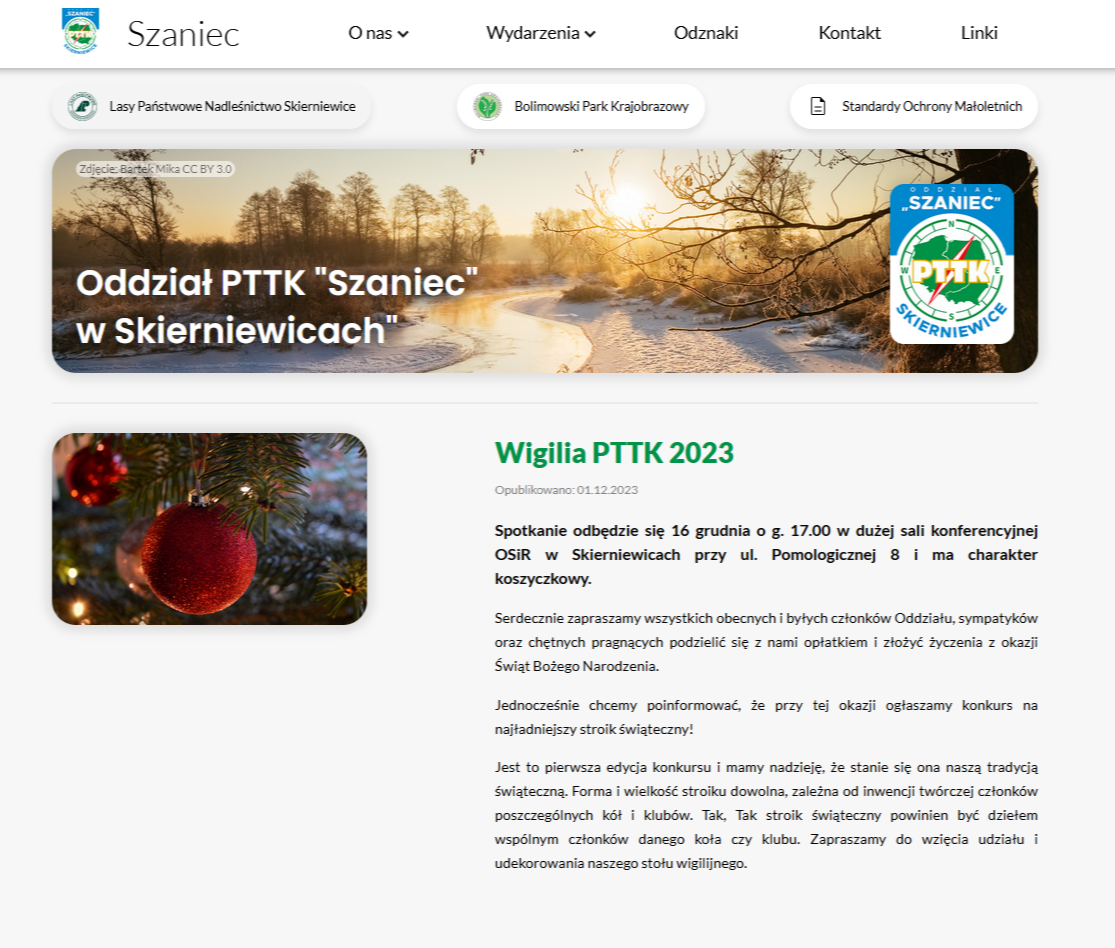 „SZANIEC"
PTTK
SKIERNIEWICE
Szaniec
O nas
Wydarzenia
Odznaki
Kontakt
Linki
Lasy Państwowe Nadleśnictwo Skierniewice
Bolimowski Park Krajobrazowy
Standardy Ochrony Małoletnich
Zdjęcie: Bartek Mika CC BY 3.0
Oddział PTTK "Szaniec"
w Skierniewicach"
ODDZIAŁ
„SZANIEC”
N
W PTTK E
S
SKIERNIEWICE
Wigilia PTTK 2023
Opublikowano: 01.12.2023
Spotkanie odbędzie się 16 grudnia o g. 17.00 w dużej sali konferencyjnej
OSiR w Skierniewicach przy ul. Pomologicznej 8 i ma charakter
koszyczkowy.
Serdecznie zapraszamy wszystkich obecnych i byłych członków Oddziału, sympatyków
oraz chętnych pragnących podzielić się z nami opłatkiem i złożyć życzenia z okazji
Świąt Bożego Narodzenia.
Jednocześnie chcemy poinformować, że przy tej okazji ogłaszamy konkurs na
najładniejszy stroik świąteczny!
Jest to pierwsza edycja konkursu i mamy nadzieję, że stanie się ona naszą tradycją
świąteczną. Forma i wielkość stroiku dowolna, zależna od inwencji twórczej członków
poszczególnych kół i klubów. Tak, Tak stroik świąteczny powinien być dziełem
wspólnym członków danego koła czy klubu. Zapraszamy do wzięcia udziału i
udekorowania naszego stołu wigilijnego.